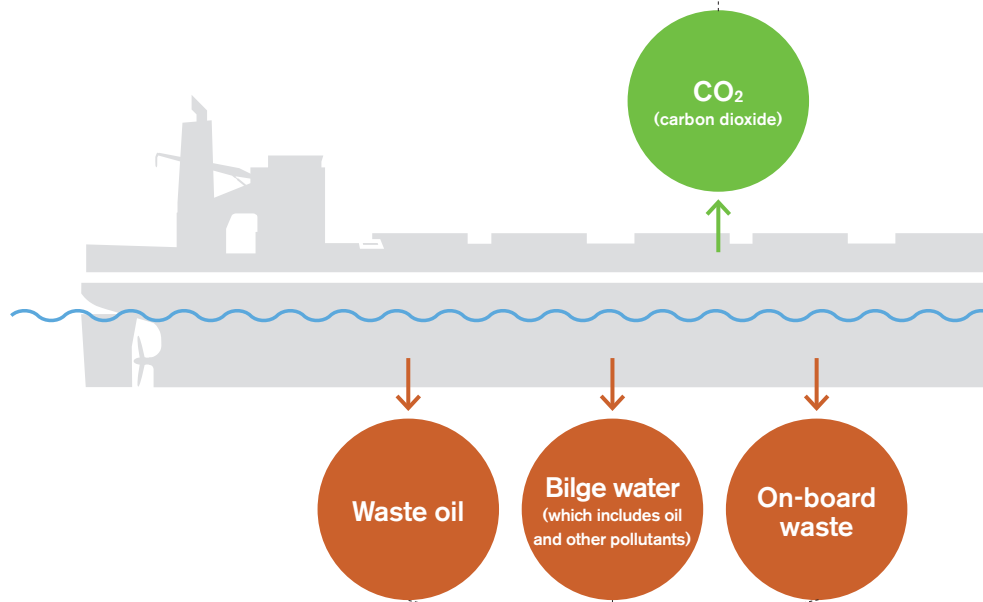 CO₂
(carbon dioxide)
Waste oil
Bilge water
(which includes oil
and other pollutants)
On-board
waste